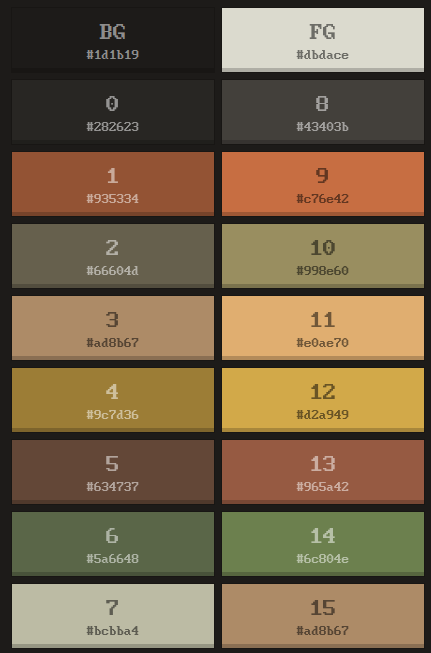 BG
#1d1b19
FG
#dbdace
0
#282623
8
#43403b
1
#935334
9
#c76e42
2
#66604d
10
#998e60
3
#ad8b67
11
#e0ae70
4
#9c7d36
12
#d2a949
5
#634737
13
#965a42
6
#5a6648
14
#6c804e
7
#bcbba4
15
#ad8b67